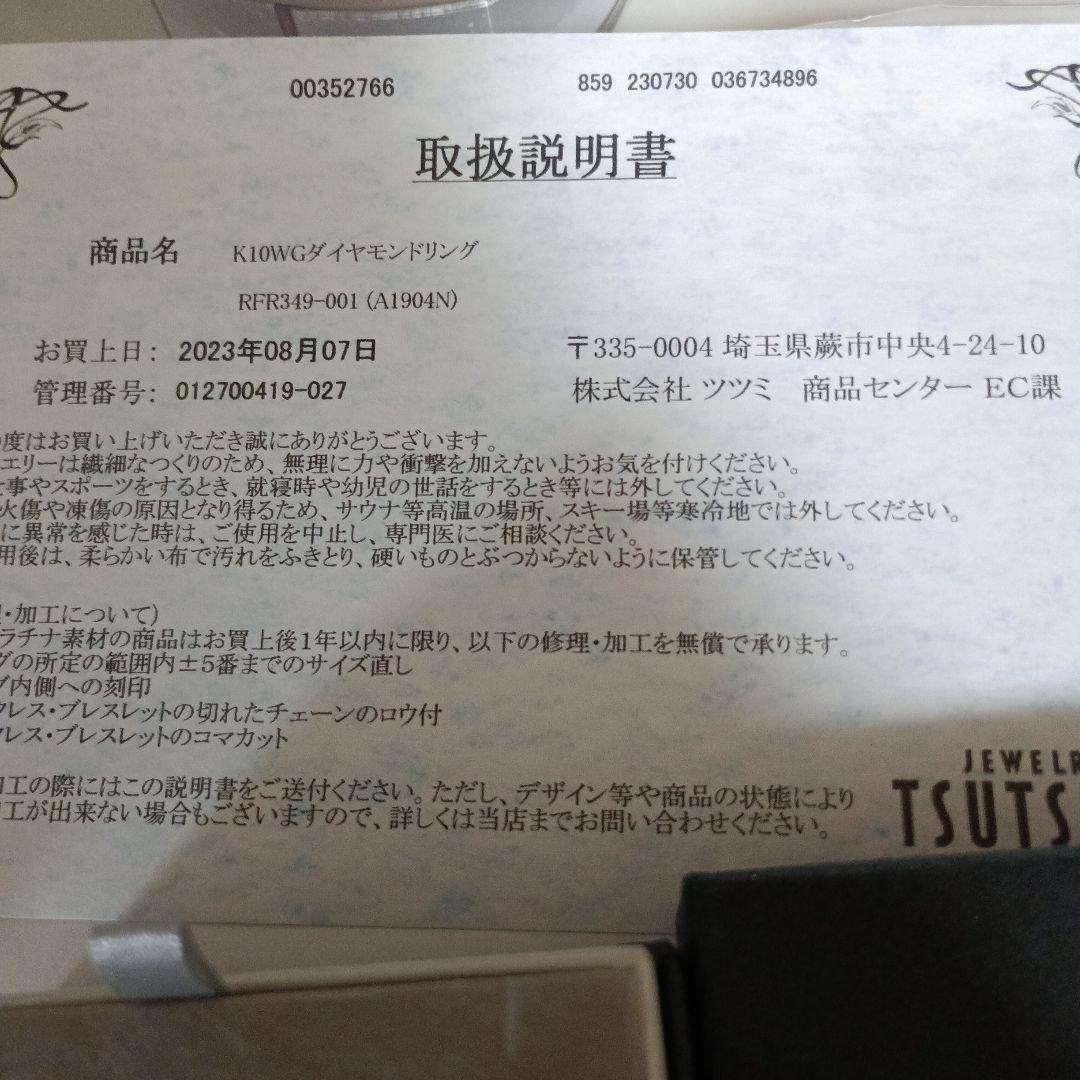 00352766 859 230730 036734896
取扱説明書
商品名 K10WGダイヤモンドリング
RFR349-001 (A1904N)
お買上日: 2023年08月07日 〒335-0004 埼玉県蕨市中央4-24-10
管理番号: 012700419-027 株式会社 ツツミ 商品センター EC課
度はお買い上げいただき誠にありがとうございます。
エリーは繊細なつくりのため、無理に力や衝撃を加えないようお気を付けください。
事やスポーツをするとき、就寝時や幼児の世話をするとき等には外してください。
火傷や凍傷の原因となり得るため、サウナ等高温の場所、スキー場等寒冷地では外してください。
に異常を感じた時は、ご使用を中止し、専門医にご相談ください。
用後は、柔らかい布で汚れをふきとり、硬いものとぶつからないように保管してください。
・加工について)
ラチナ素材の商品はお買上後1年以内に限り、以下の修理・加工を無償で承ります。
グの所定の範囲内±5番までのサイズ直し
グ内側への刻印
クレス・ブレスレットの切れたチェーンのロウ付
レス・ブレスレットのコマカット
加工の際にはこの説明書をご送付ください。ただし、デザイン等や商品の状態により
工が出来ない場合もございますので、詳しくは当店までお問い合わせください。
JEWELR
TSUTS